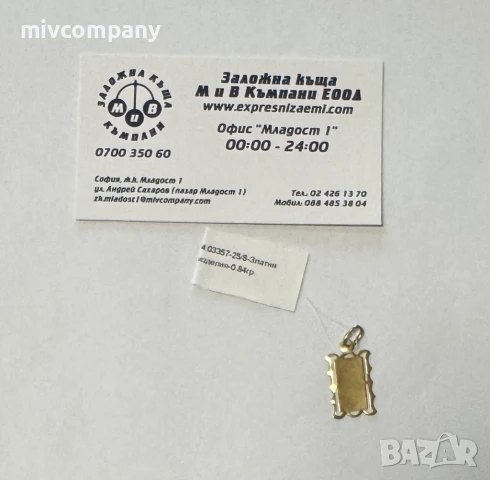 mivcompany
ЗАЛОЖНА КЪЩА
М И В
КЪМПАНИ
0700 350 60
Заложна къща
М и В Къмпани ЕООД
www.expresnizaemi.com
Офис "Младост 1"
00:00 - 24:00
София, ж.к. Младост 1
ул. Андрей Сахаров (пазар Младост 1)
zk.mladost1@mivcompany.com
Тел.: 02 426 13 70
Мобил.: 088 485 38 04
4.03367-25/8-Златни
изделия-0.84гр.
BAZAR
bg